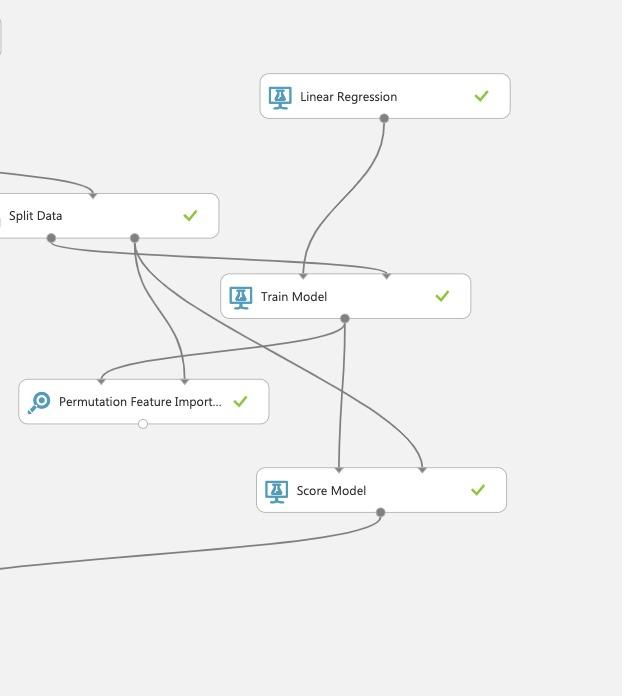 Linear Regression
Split Data
Train Model
Permutation Feature Import...
Score Model